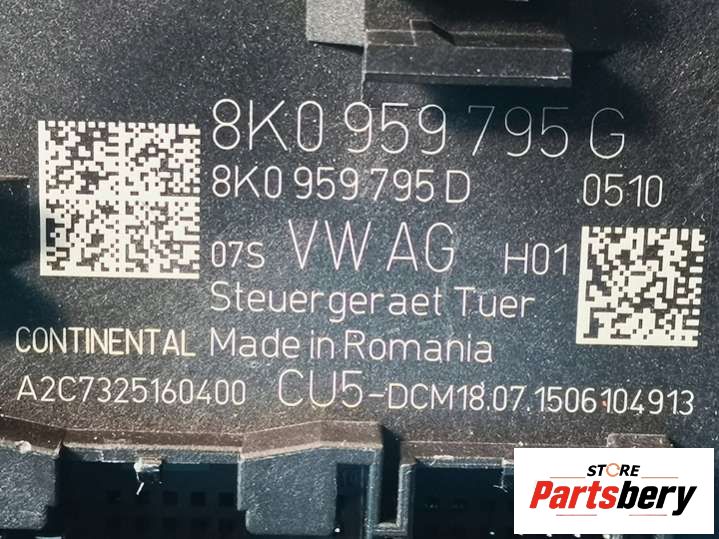 8K0 959 795 G
8K0 959 795 D 0510
07S VW AG H01
Steuergeraet Tuer
CONTINENTAL Made in Romania
A2C7325160400 CU5-DCM18.07.1506104913
STORE
Partsbery